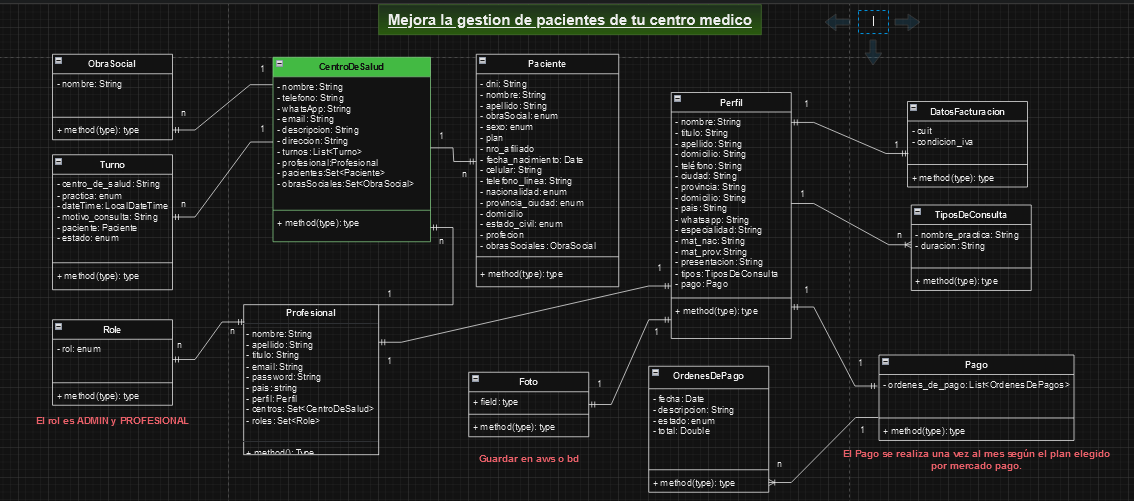 Mejora la gestion de pacientes de tu centro medico
ObraSocial
- nombre: String
+ method(type): type
1
n
CentroDeSalud
- nombre: String
- telefono: String
- whatsApp: String
- email: String
- descripcion: String
- direccion: String
- turnos: List<Turno>
- profesional:Profesional
- pacientes:Set<Paciente>
- obrasSociales:Set<ObraSocial>
+ method(type): type
1
n
Paciente
- dni: String
- nombre: String
- apellido: String
- obraSocial: enum
- sexo: enum
- plan
- nro_afiliado
- fecha_nacimiento: Date
- celular: String
- telefono_linea: String
- nacionalidad: enum
- provincia_ciudad: enum
- domicilio
- estado_civil: enum
- profecion
- obrasSociales: ObraSocial
+ method(type): type
1
n
Perfil
- nombre: String
- titulo: String
- apellido: String
- domicilio: String
- teléfono: String
- ciudad: String
- provincia: String
- domicilio: String
- pais: String
- whatsapp: String
- especialidad: String
- mat_nac: String
- mat_prov:String
- presentacion: String
- tipos: TiposDeConsulta
- pago: Pago
+ method(type): type
1
1
DatosFacturacion
- cuit
- condicion_iva
+ method(type): type
1
n
TiposDeConsulta
- nombre_practica: String
- duracion: String
+ method(type): type
Turno
- centro_de_salud: String
- practica: enum
- dateTime: LocalDateTime
- motivo_consulta: String
- paciente: Paciente
- estado: enum
+ method(type): type
1
n
Role
- rol: enum
+ method(type): type
n
n
El rol es ADMIN y PROFESIONAL
1
Profesional
- nombre: String
- apellido: String
- titulo: String
- email: String
- password: String
- pais: string
- perfil: Perfil
- centros: Set<CentroDeSalud>
- roles: Set<Role>
+ method(): Type
1
1
Foto
+ field: type
+ method(type): type
1
1
Guardar en aws o bd
OrdenesDePago
- fecha: Date
- descripcion: String
- estado: enum
- total: Double
+ method(type): type
n
1
1
1
Pago
- ordenes_de_pago: List<OrdenesDePagos>
+ method(type): type
El Pago se realiza una vez al mes según el plan elegido
por mercado pago.